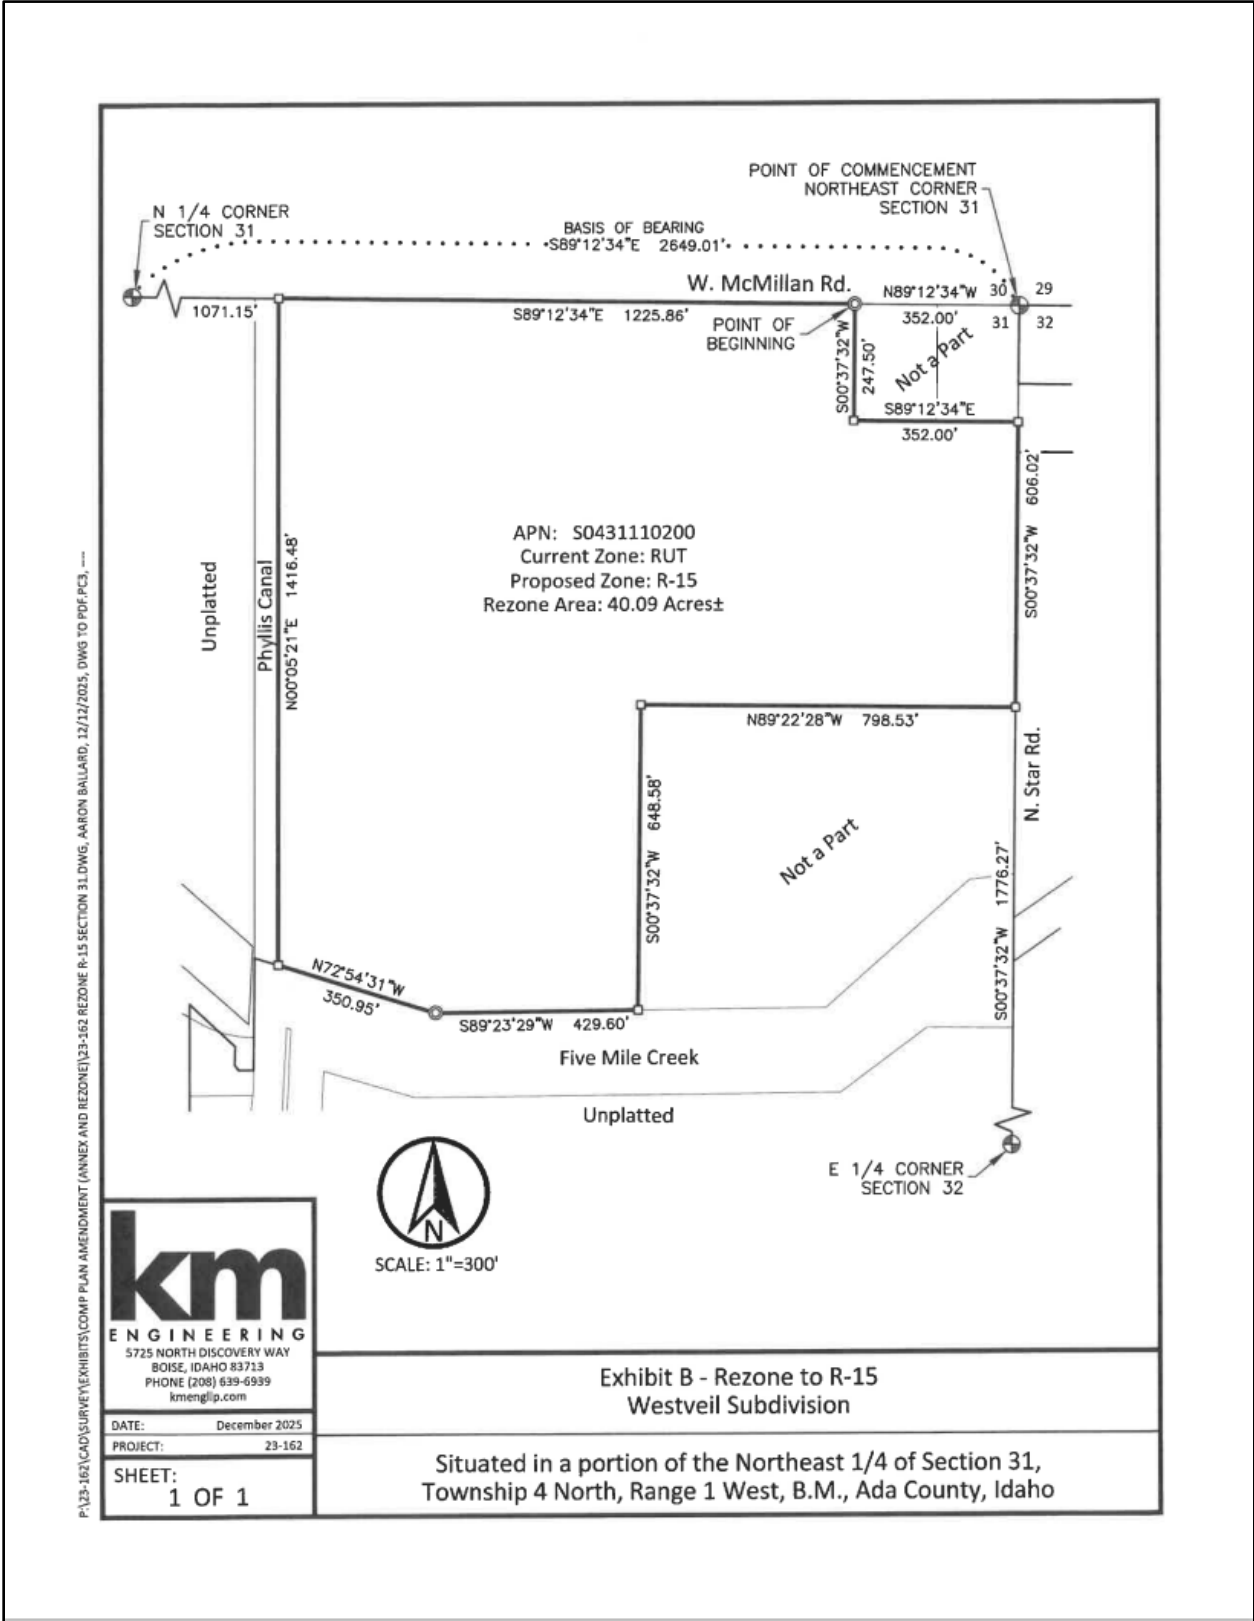 POINT OF COMMENCEMENT
NORTHEAST CORNER
SECTION 31
N 1/4 CORNER
SECTION 31
BASIS OF BEARING
S89°12'34"E 2649.01'
W. McMillan Rd.
N89°12'34"W
30
29
1071.15'
S89°12'34"E 1225.86'
352.00'
31
32
POINT OF
BEGINNING
S00°37'32"W
247.50'
Not a Part
S89°12'34"E
352.00'
S00°37'32"W 606.02'
APN: S0431110200
Current Zone: RUT
Proposed Zone: R-15
Rezone Area: 40.09 Acres±
Unplatted
Phyllis Canal
N00°05'21"E 1416.48'
N89°22'28"W 798.53'
N. Star Rd.
S00°37'32"W 648.58'
Not a Part
S00°37'32"W 1776.27'
N72°54'31"W
350.95'
S89°23'29"W 429.60'
Five Mile Creek
Unplatted
E 1/4 CORNER
SECTION 32
N
SCALE: 1"=300'
P:\23-162\CAD\SURVEY\EXHIBITS\COMP PLAN AMENDMENT (ANNEX AND REZONE)\23-162 REZONE R-15 SECTION 31.DWG, AARON BALLARD, 12/12/2025, DWG TO PDF.PC3, ----
km
ENGINEERING
5725 NORTH DISCOVERY WAY
BOISE, IDAHO 83713
PHONE (208) 639-6939
kmengllp.com
DATE: December 2025
PROJECT: 23-162
SHEET:
1 OF 1
Exhibit B - Rezone to R-15
Westveil Subdivision
Situated in a portion of the Northeast 1/4 of Section 31,
Township 4 North, Range 1 West, B.M., Ada County, Idaho